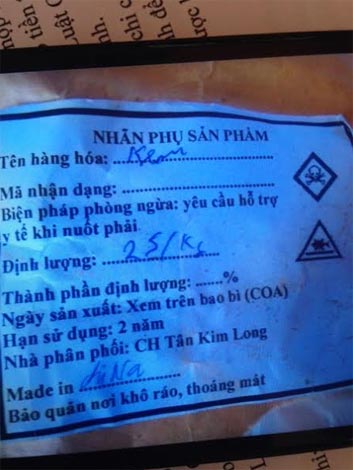 NHÃN PHỤ SẢN PHẨM
Tên hàng hóa: ..Kẽm..........
Mã nhận dạng: ......................
Biện pháp phòng ngừa: yêu cầu hỗ trợ
y tế khi nuốt phải
Định lượng: ....25/Kg.....
Thành phần định lượng: ......%
Ngày sản xuất: Xem trên bao bì (COA)
Hạn sử dụng: 2 năm
Nhà phân phối: CH Tân Kim Long
Made in ..............
Bảo quản nơi khô ráo, thoáng mát